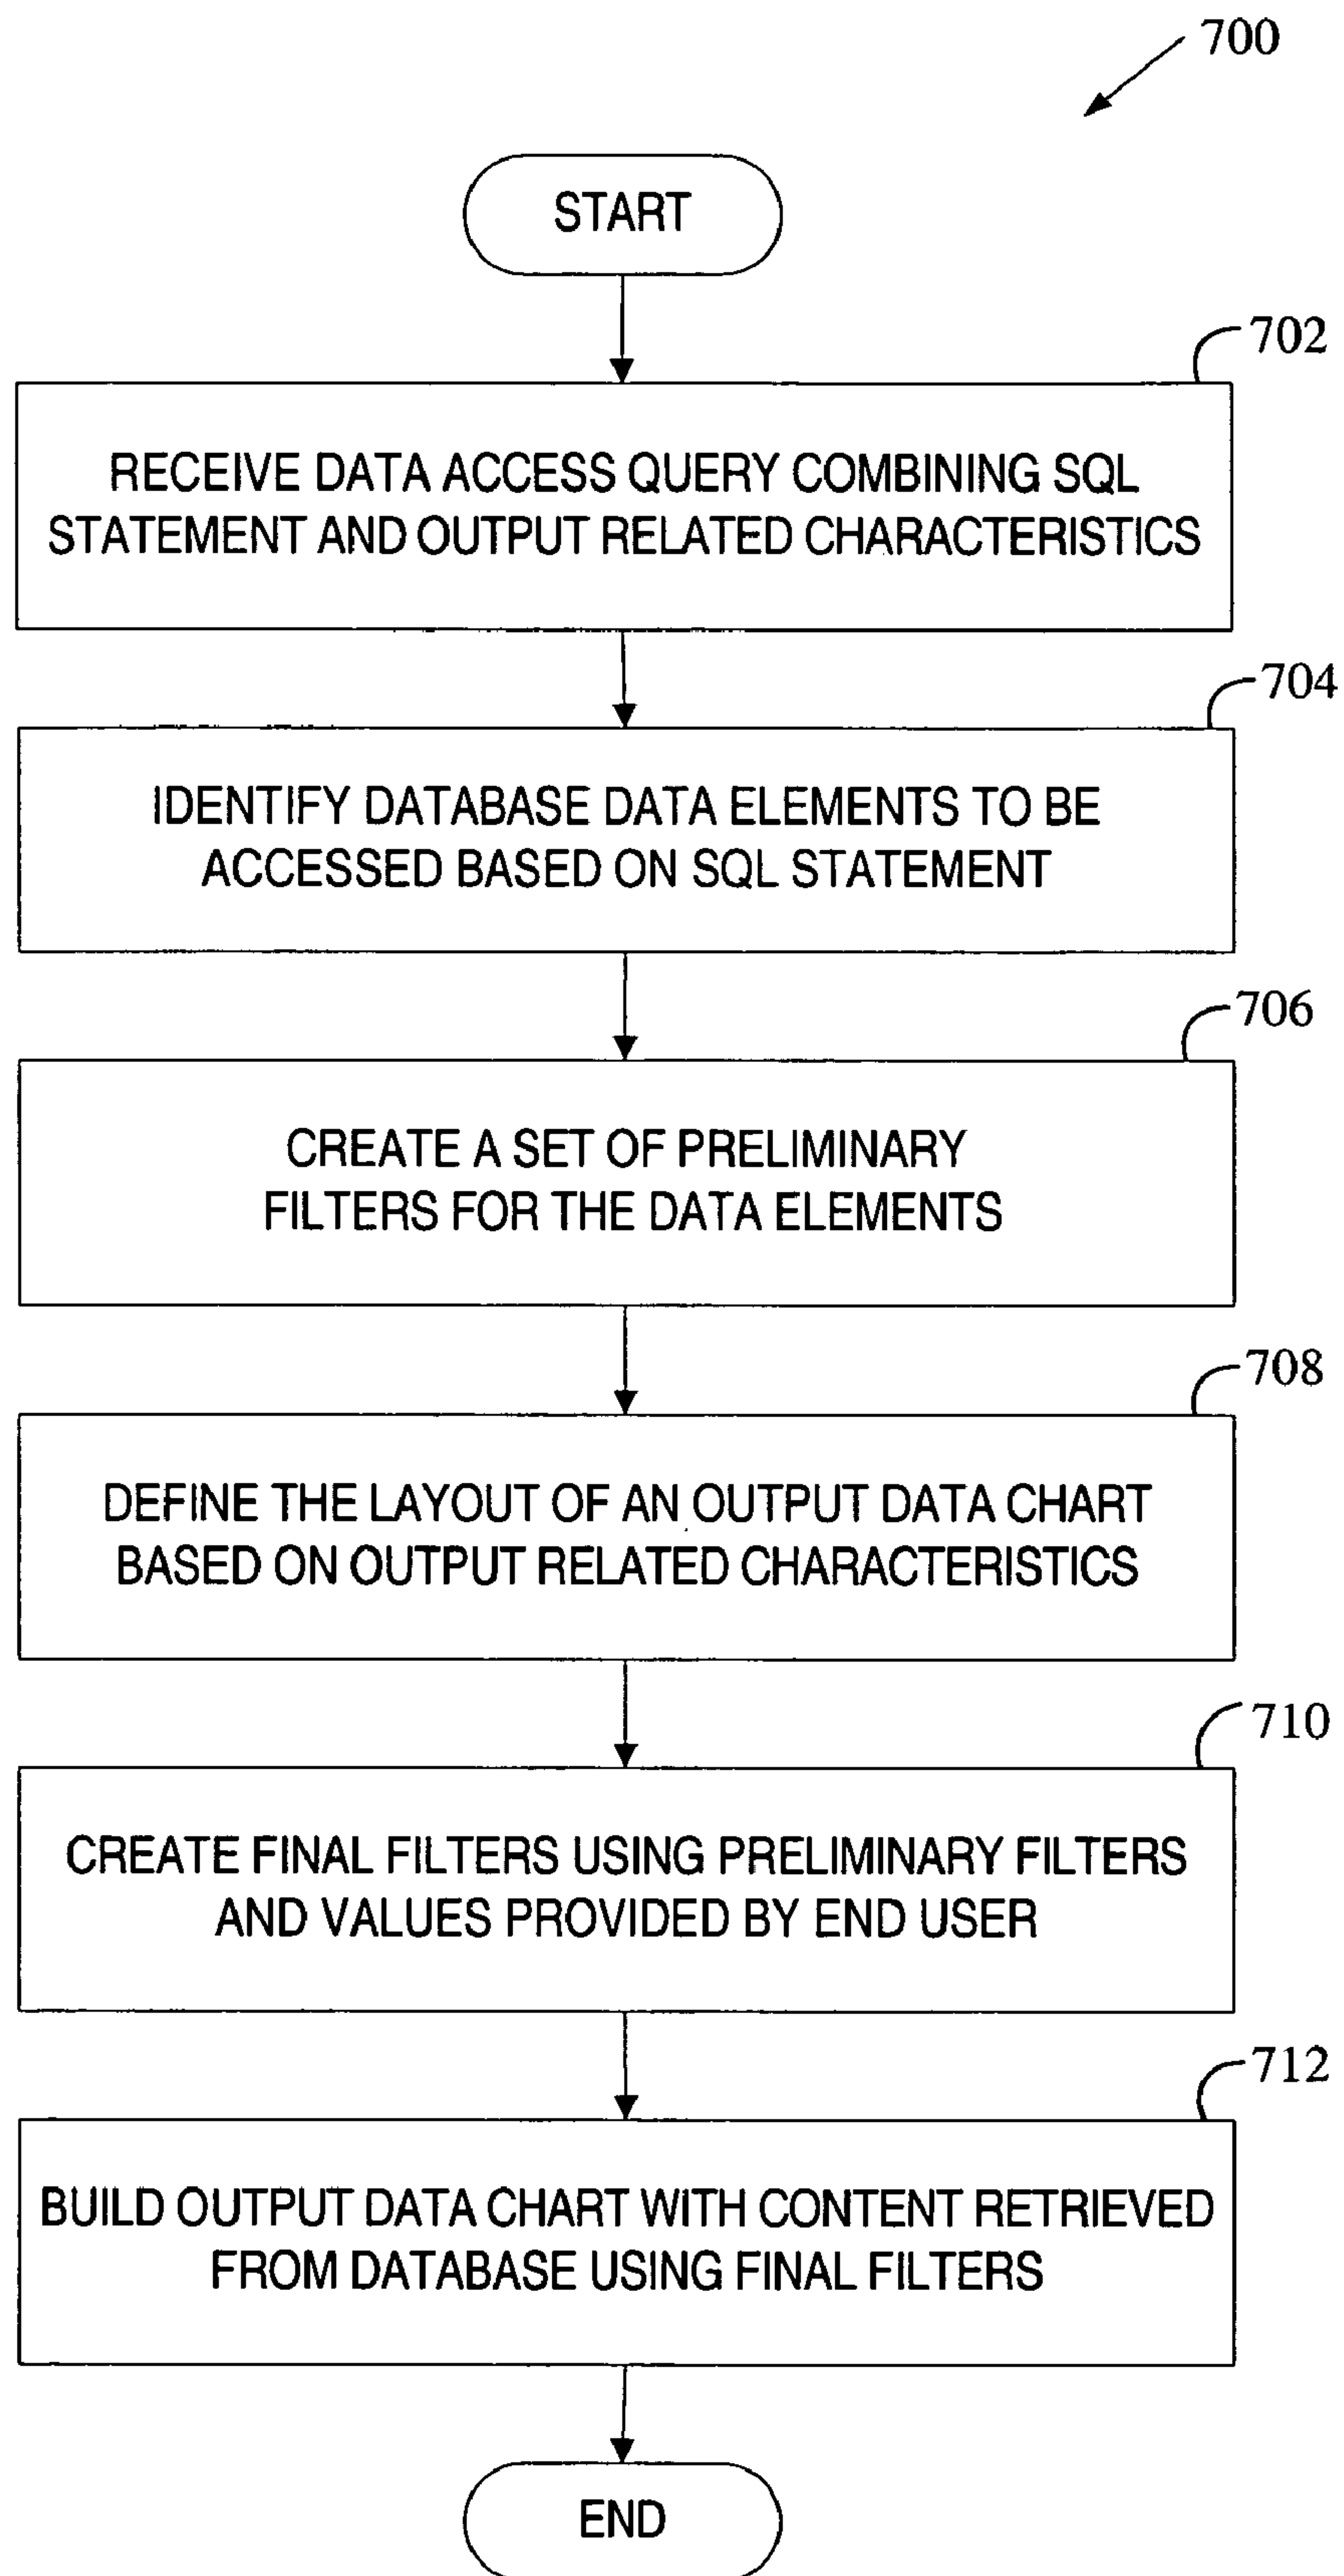 700
START
702
RECEIVE DATA ACCESS QUERY COMBINING SQL
STATEMENT AND OUTPUT RELATED CHARACTERISTICS
704
IDENTIFY DATABASE DATA ELEMENTS TO BE
ACCESSED BASED ON SQL STATEMENT
706
CREATE A SET OF PRELIMINARY
FILTERS FOR THE DATA ELEMENTS
708
DEFINE THE LAYOUT OF AN OUTPUT DATA CHART
BASED ON OUTPUT RELATED CHARACTERISTICS
710
CREATE FINAL FILTERS USING PRELIMINARY FILTERS
AND VALUES PROVIDED BY END USER
712
BUILD OUTPUT DATA CHART WITH CONTENT RETRIEVED
FROM DATABASE USING FINAL FILTERS
END